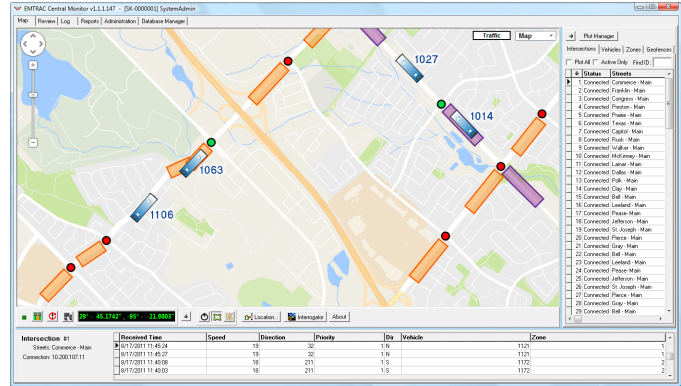 EMTRAC Central Monitor v1.1.1.147 - [SK-0000001] SystemAdmin
Map Review Log Reports Administration Database Manager
Traffic Map
1027
1014
1063
1106
29° - 45.1742', -95° - 21.9803"
Location... Interrogator About
Plot Manager
Intersections Vehicles Zones Geofences
Plot All Active Only Find ID:
Status Streets
1 Connected Commerce - Main
2 Connected Franklin - Main
3 Connected Congress - Main
4 Connected Preston - Main
5 Connected Prairie - Main
6 Connected Texas - Main
7 Connected Capitol - Main
8 Connected Rusk - Main
9 Connected Walker - Main
10 Connected McKinney - Main
11 Connected Lamar - Main
12 Connected Dallas - Main
13 Connected Polk - Main
14 Connected Clay - Main
15 Connected Bell - Main
16 Connected Leeland - Main
17 Connected Pease- Main
18 Connected Jefferson - Main
19 Connected St. Joseph - Main
20 Connected Pierce - Main
21 Connected Gray - Main
22 Connected Bell - Main
23 Connected Leeland - Main
24 Connected Pease- Main
25 Connected Jefferson - Main
26 Connected St. Joseph - Main
27 Connected Pierce - Main
28 Connected Gray - Main
29 Connected Bell - Main
Intersection #1
Streets: Commerce - Main
Connection: 10.200.107.11
Received Time Speed Direction Priority Dir Vehicle Zone
8/17/2011 11:45:24 19 32 1 N 1121 1
8/17/2011 11:45:27 19 32 1 N 1121 1
8/17/2011 11:40:08 18 211 1 S 1172 2
8/17/2011 11:40:03 18 211 1 S 1172 2